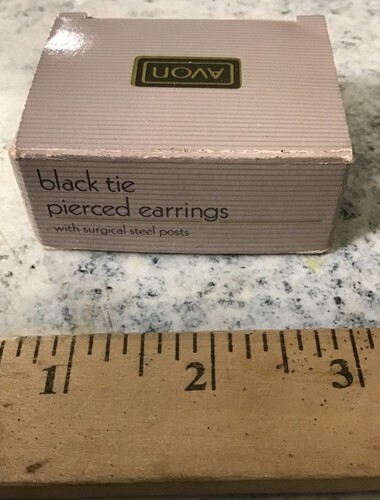 AVON
black tie
pierced earrings
with surgical steel posts
1 2 3